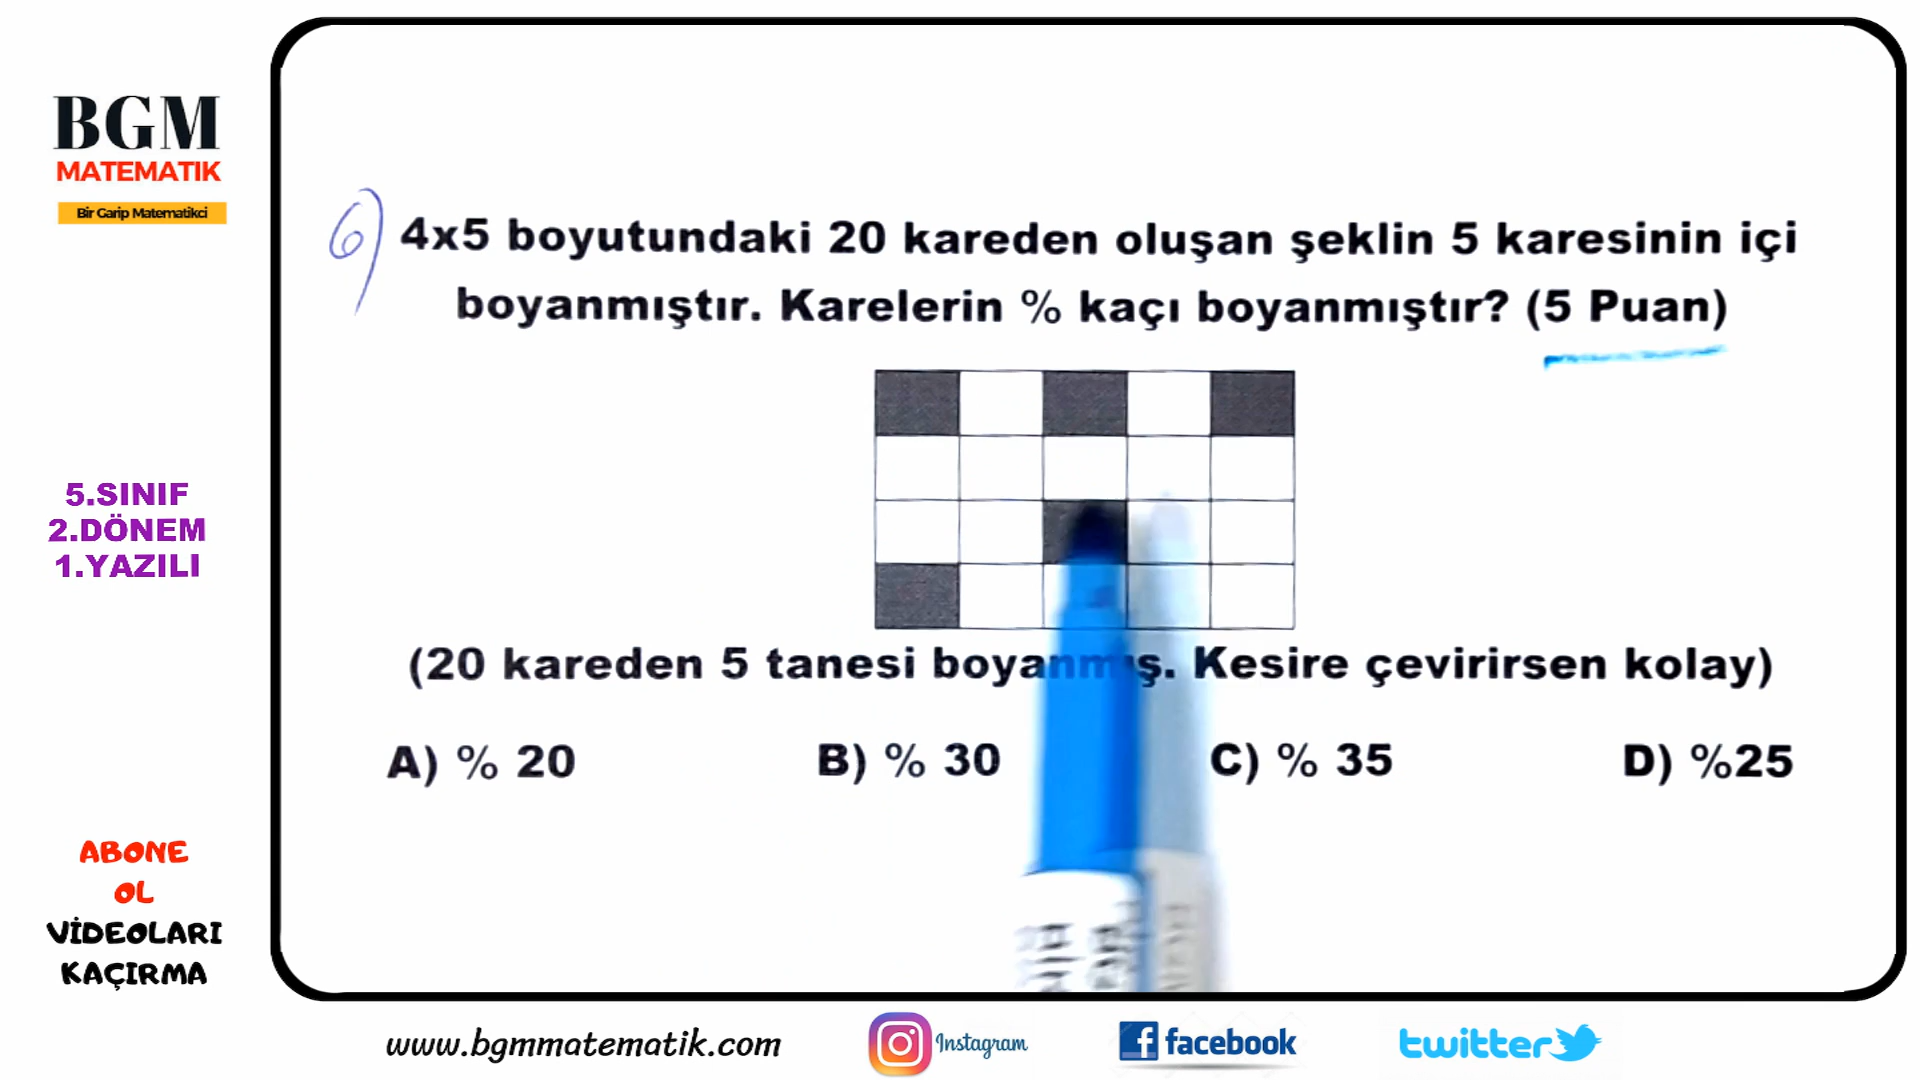 BGM
MATEMATIK
Bir Garip Matematikci
5.SINIF
2.DÖNEM
1.YAZILI
ABONE
OL
VİDEOLARI
KAÇIRMA
6)
4x5 boyutundaki 20 kareden oluşan şeklin 5 karesinin içi
boyanmıştır. Karelerin % kaçı boyanmıştır? (5 Puan)
(20 kareden 5 tanesi boyanmış. Kesire çevirirsen kolay)
A) % 20 B) % 30 C) % 35 D) %25
www.bgmmatematik.com Instagram facebook twitter